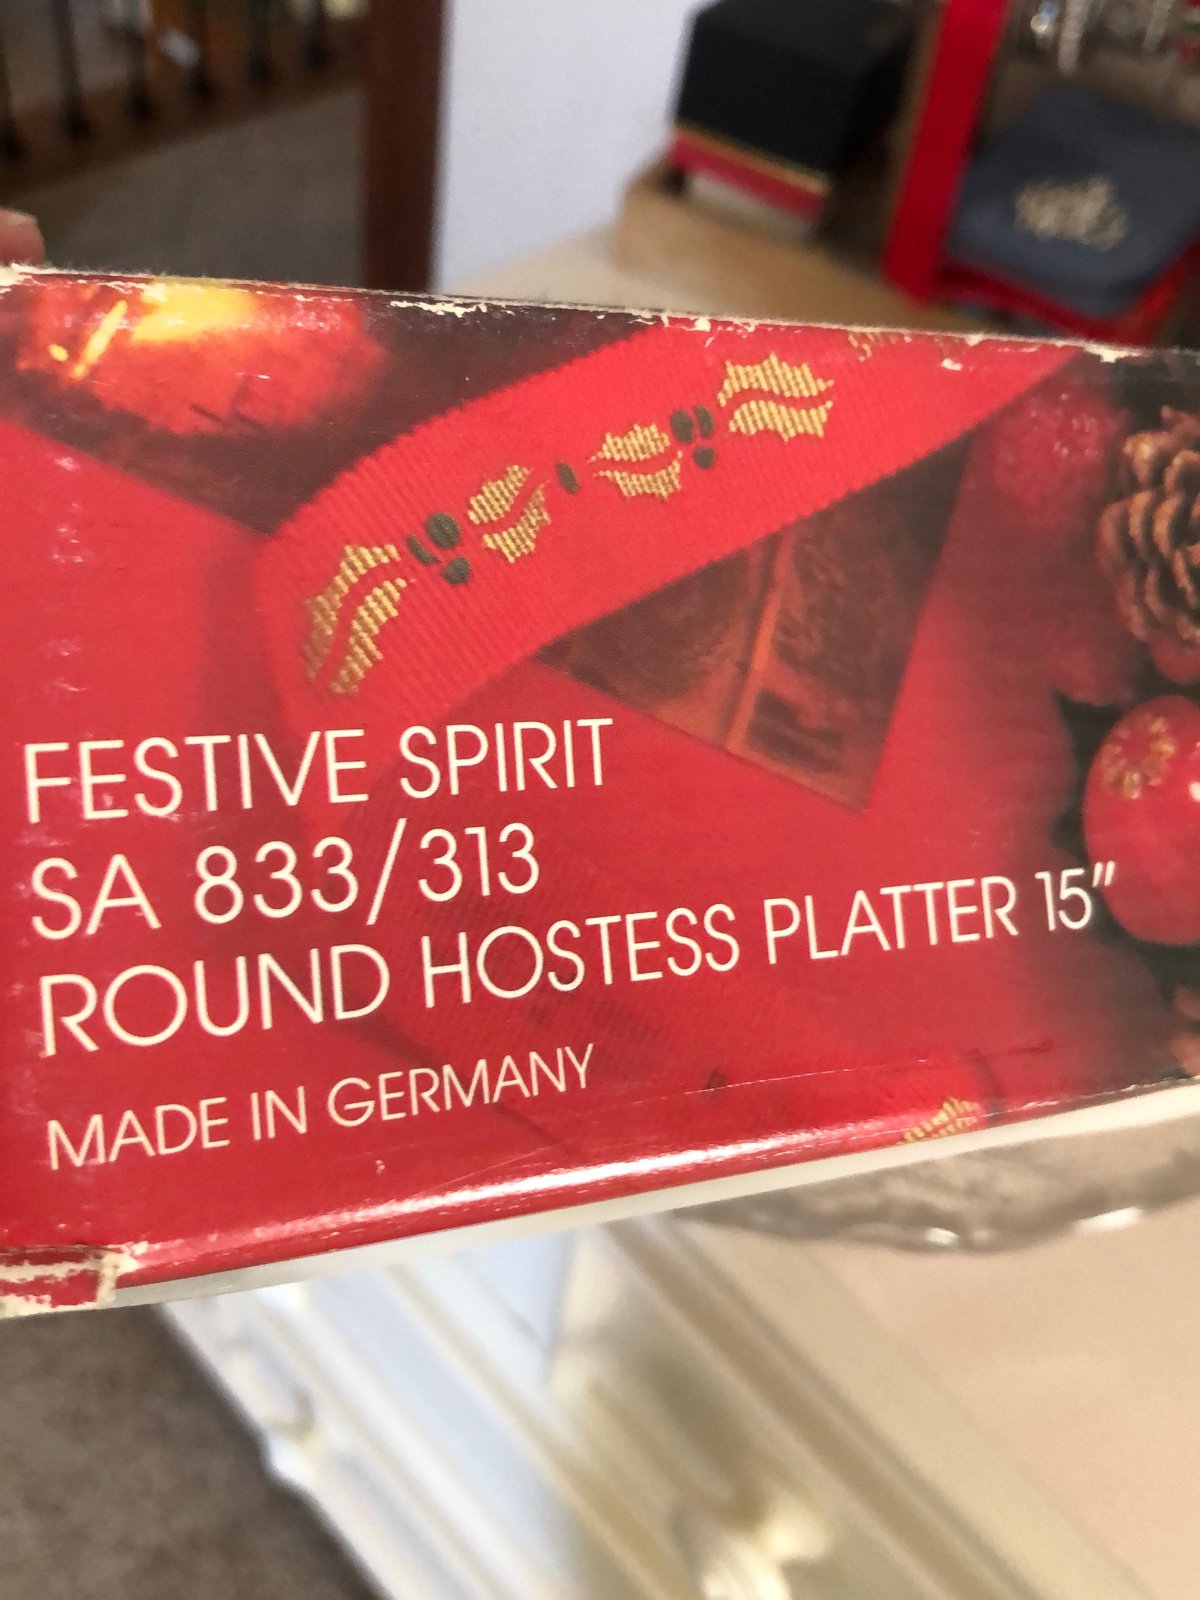 FESTIVE SPIRIT
SA 833/313
ROUND HOSTESS PLATTER 15″
MADE IN GERMANY